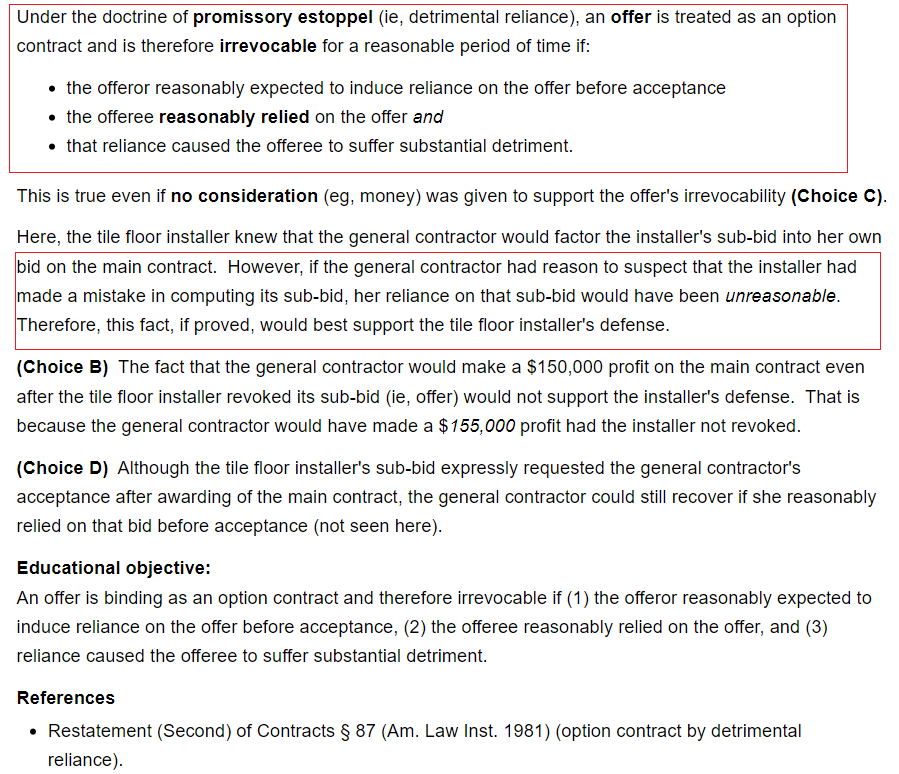 Under the doctrine of promissory estoppel (ie, detrimental reliance), an offer is treated as an option
contract and is therefore irrevocable for a reasonable period of time if:
• the offeror reasonably expected to induce reliance on the offer before acceptance
• the offeree reasonably relied on the offer and
• that reliance caused the offeree to suffer substantial detriment.
This is true even if no consideration (eg, money) was given to support the offer's irrevocability (Choice C).
Here, the tile floor installer knew that the general contractor would factor the installer's sub-bid into her own
bid on the main contract.  However, if the general contractor had reason to suspect that the installer had
made a mistake in computing its sub-bid, her reliance on that sub-bid would have been unreasonable.
Therefore, this fact, if proved, would best support the tile floor installer's defense.
(Choice B)  The fact that the general contractor would make a $150,000 profit on the main contract even
after the tile floor installer revoked its sub-bid (ie, offer) would not support the installer's defense.  That is
because the general contractor would have made a $155,000 profit had the installer not revoked.
(Choice D)  Although the tile floor installer's sub-bid expressly requested the general contractor's
acceptance after awarding of the main contract, the general contractor could still recover if she reasonably
relied on that bid before acceptance (not seen here).
Educational objective:
An offer is binding as an option contract and therefore irrevocable if (1) the offeror reasonably expected to
induce reliance on the offer before acceptance, (2) the offeree reasonably relied on the offer, and (3)
reliance caused the offeree to suffer substantial detriment.
References
• Restatement (Second) of Contracts § 87 (Am. Law Inst. 1981) (option contract by detrimental
reliance).